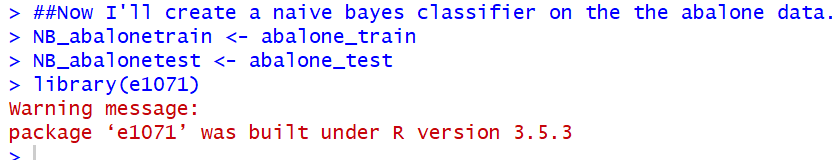 > ##Now I'll create a naive bayes classifier on the the abalone data.
> NB_abalonetrain <- abalone_train
> NB_abalonetest <- abalone_test
> library(e1071)
Warning message:
package ‘e1071’ was built under R version 3.5.3
>